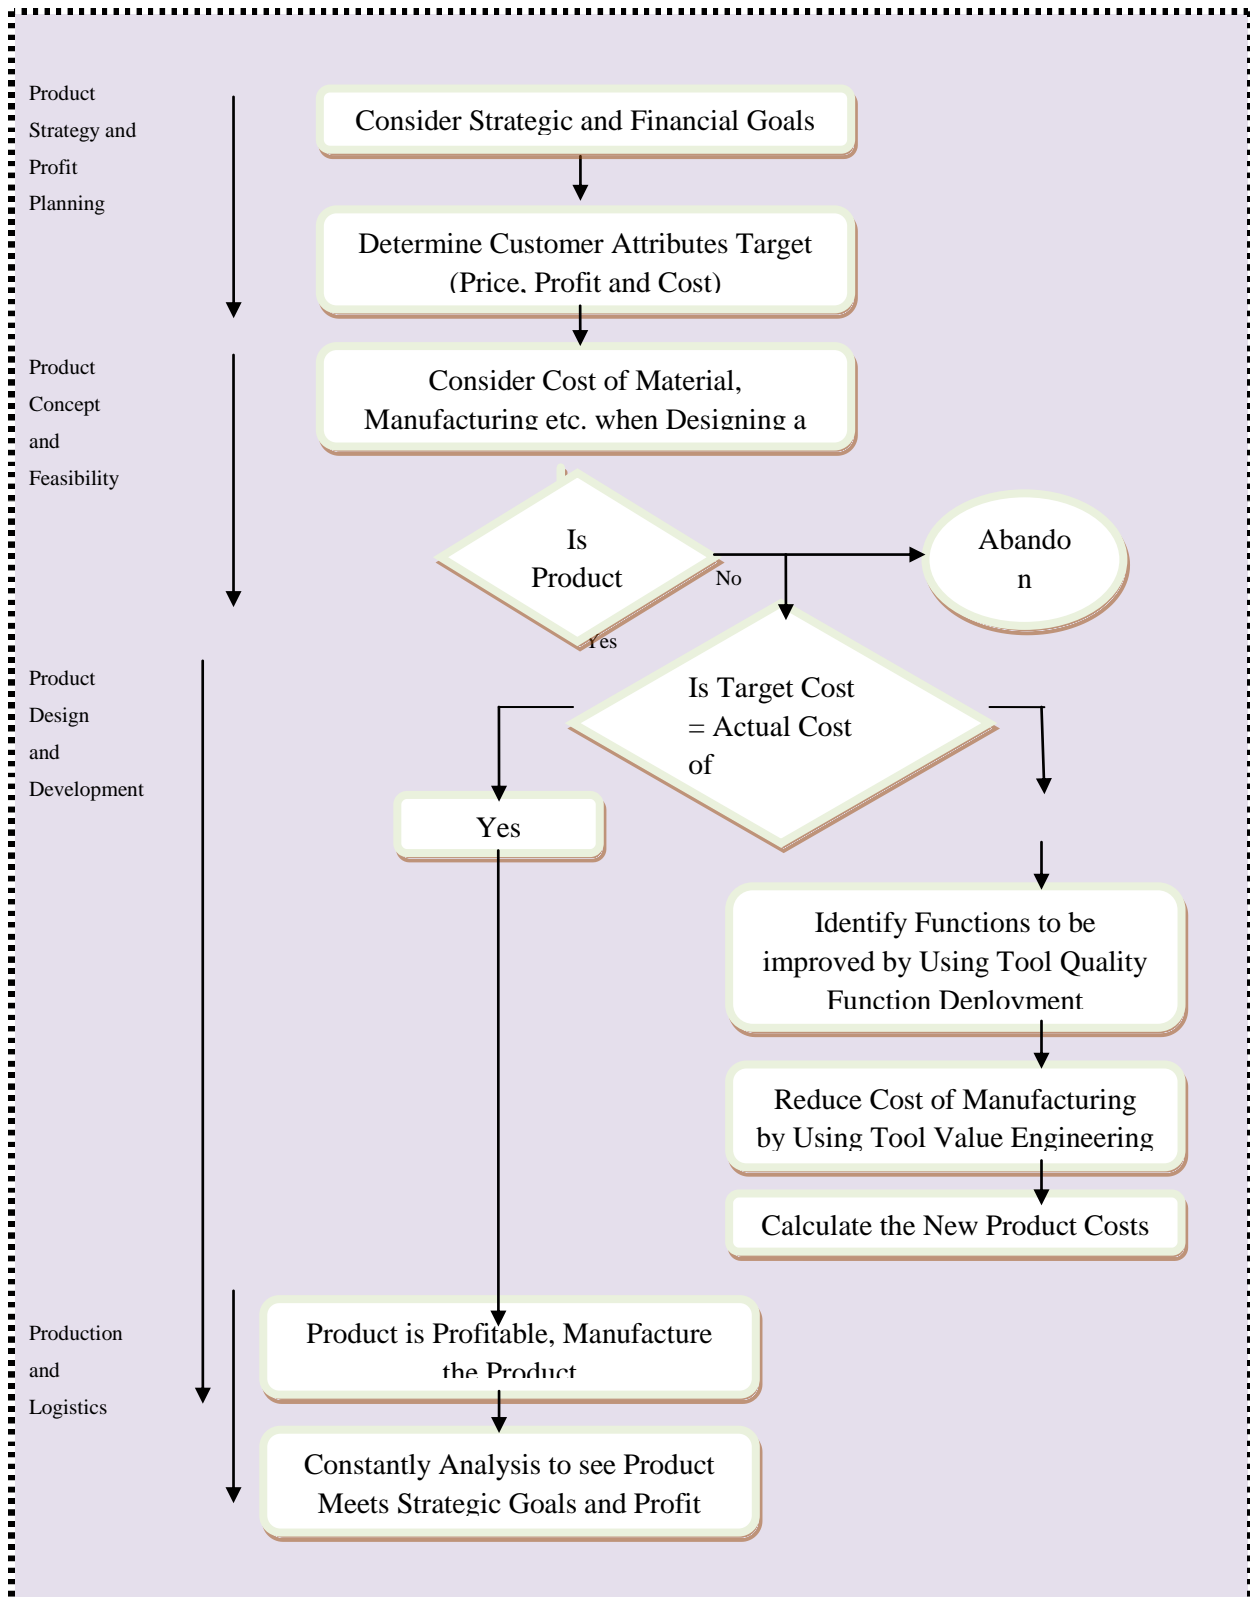 Product
Strategy and
Profit
Planning
Consider Strategic and Financial Goals
Determine Customer Attributes Target
(Price, Profit and Cost)
Product
Concept
and
Feasibility
Consider Cost of Material,
Manufacturing etc. when Designing a
Is
Product
No
Yes
Abando
n
Product
Design
and
Development
Is Target Cost
= Actual Cost
of
Yes
Identify Functions to be
improved by Using Tool Quality
Function Deployment
Reduce Cost of Manufacturing
by Using Tool Value Engineering
Calculate the New Product Costs
Production
and
Logistics
Product is Profitable, Manufacture
the Product
Constantly Analysis to see Product
Meets Strategic Goals and Profit